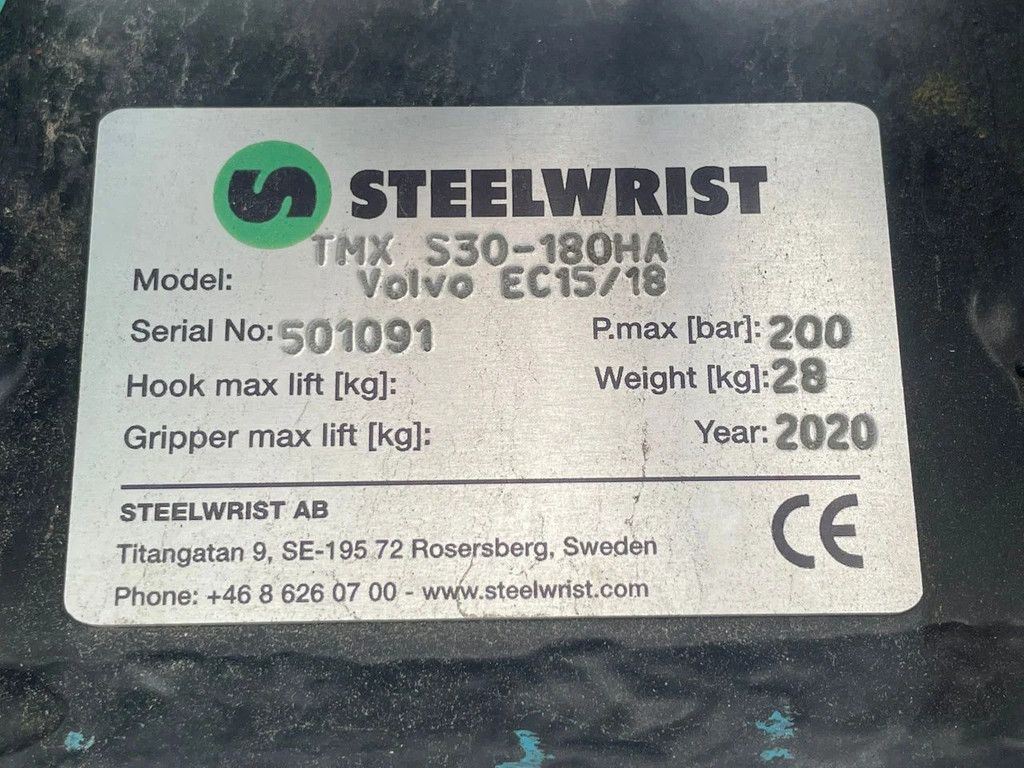 STEELWRIST
TMX S30-180HA
Model: Volvo EC15/18
Serial No: 501091 P.max [bar]: 200
Hook max lift [kg]: Weight [kg]: 28
Gripper max lift [kg]: Year: 2020
STEELWRIST AB
Titangatan 9, SE-195 72 Rosersberg, Sweden
Phone: +46 8 626 07 00 - www.steelwrist.com
CE